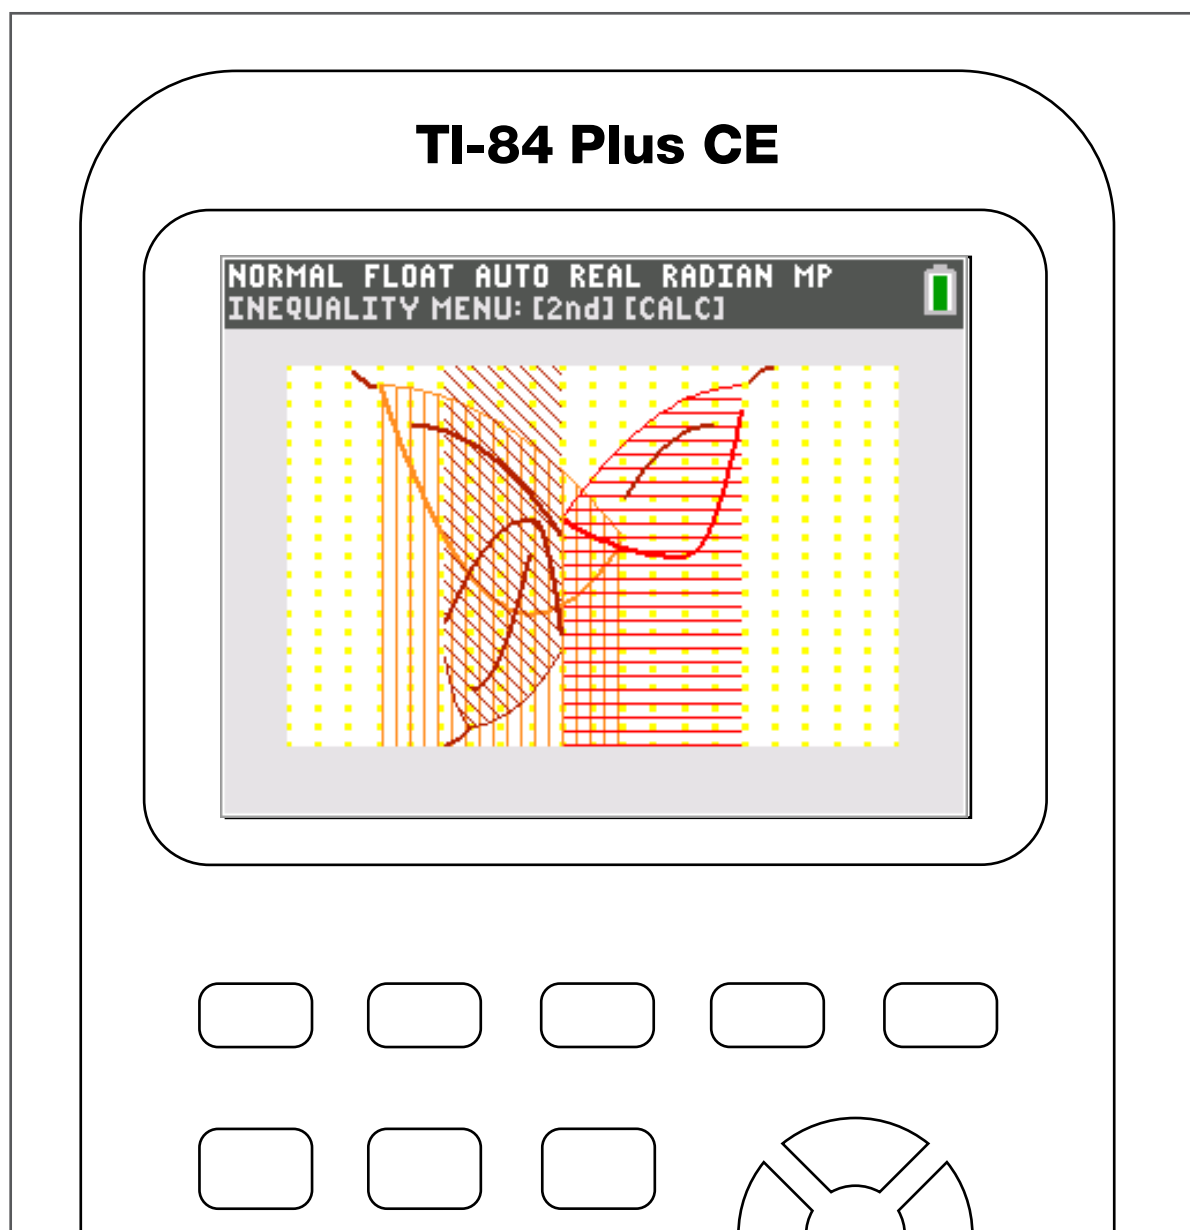 TI-84 Plus CE
NORMAL FLOAT AUTO REAL RADIAN MP
INEQUALITY MENU: [2nd] [CALC]